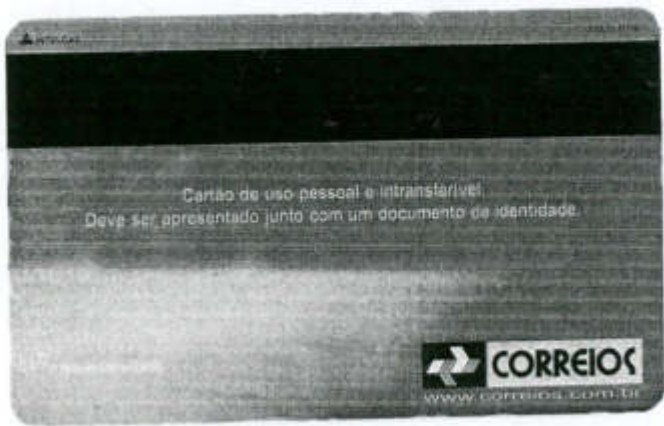 Cartão de uso pessoal e intransferível.
Deve ser apresentado junto com um documento de identidade.
CORREIOS
www.correios.com.br